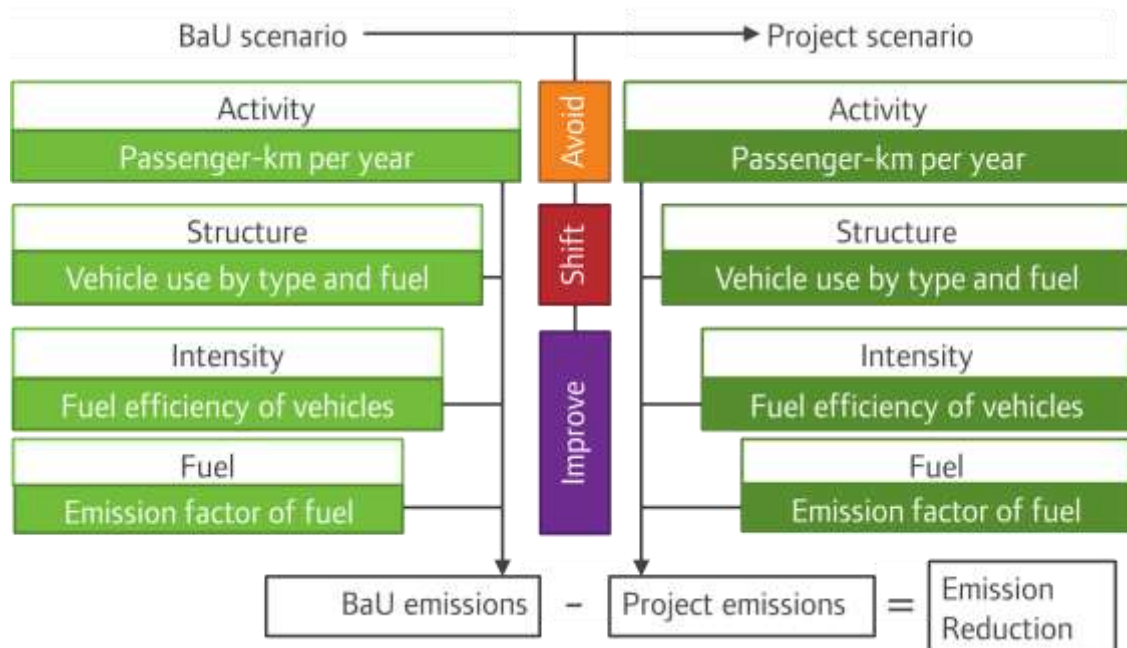 BaU scenario
Project scenario
Activity
Passenger-km per year
Structure
Vehicle use by type and fuel
Intensity
Fuel efficiency of vehicles
Fuel
Emission factor of fuel
Avoid
Shift
Improve
Activity
Passenger-km per year
Structure
Vehicle use by type and fuel
Intensity
Fuel efficiency of vehicles
Fuel
Emission factor of fuel
BaU emissions - Project emissions = Emission
Reduction